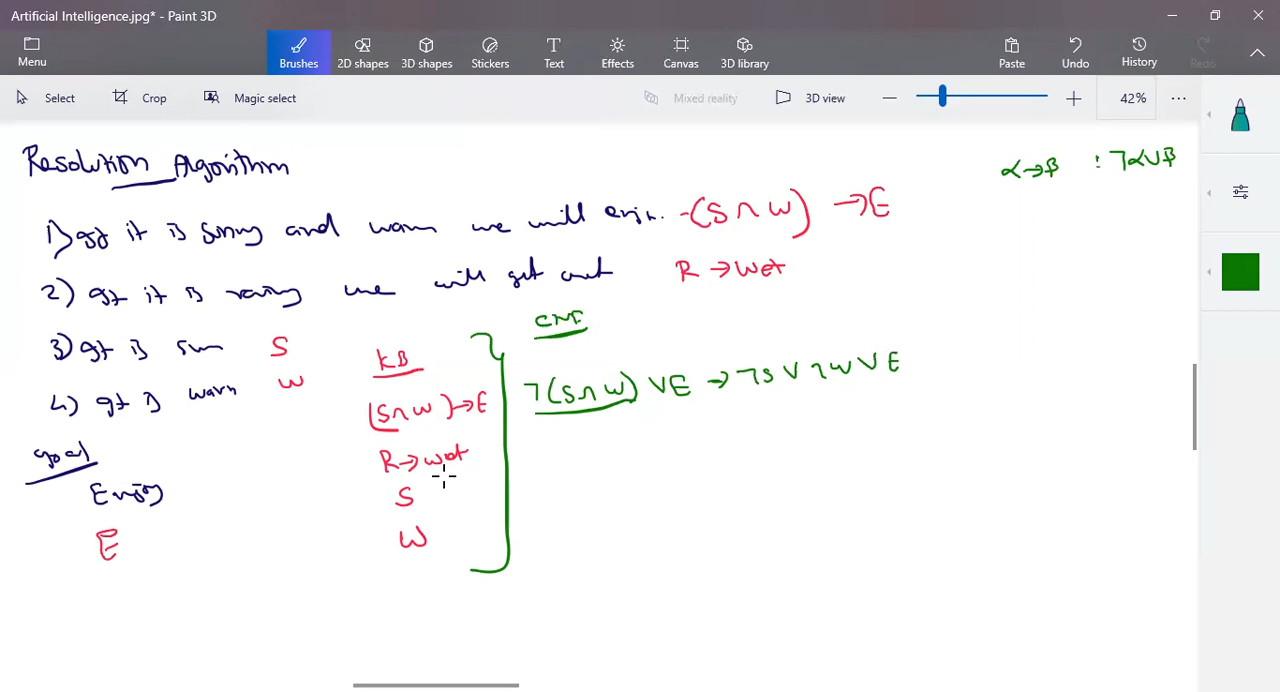 Artificial Intelligence.jpg* - Paint 3D
Menu
Brushes
2D shapes
3D shapes
Stickers
Text
Effects
Canvas
3D library
Paste
Undo
History
Redo
Select
Crop
Magic select
Mixed reality
3D view
42%
Resolution Algorithm
α→β : ¬α∨β
1) If it is sunny and warm we will enjoy. -(S∩W) →E
2) If it is raining we will get wet R → wet
3) It is sun S
4) It is warm W
Goal
Enjoy
E
KB
(S∩W)→E
R→wet
S
W
CNF
¬(S∩W) ∨E → ¬S ∨ ¬W ∨ E